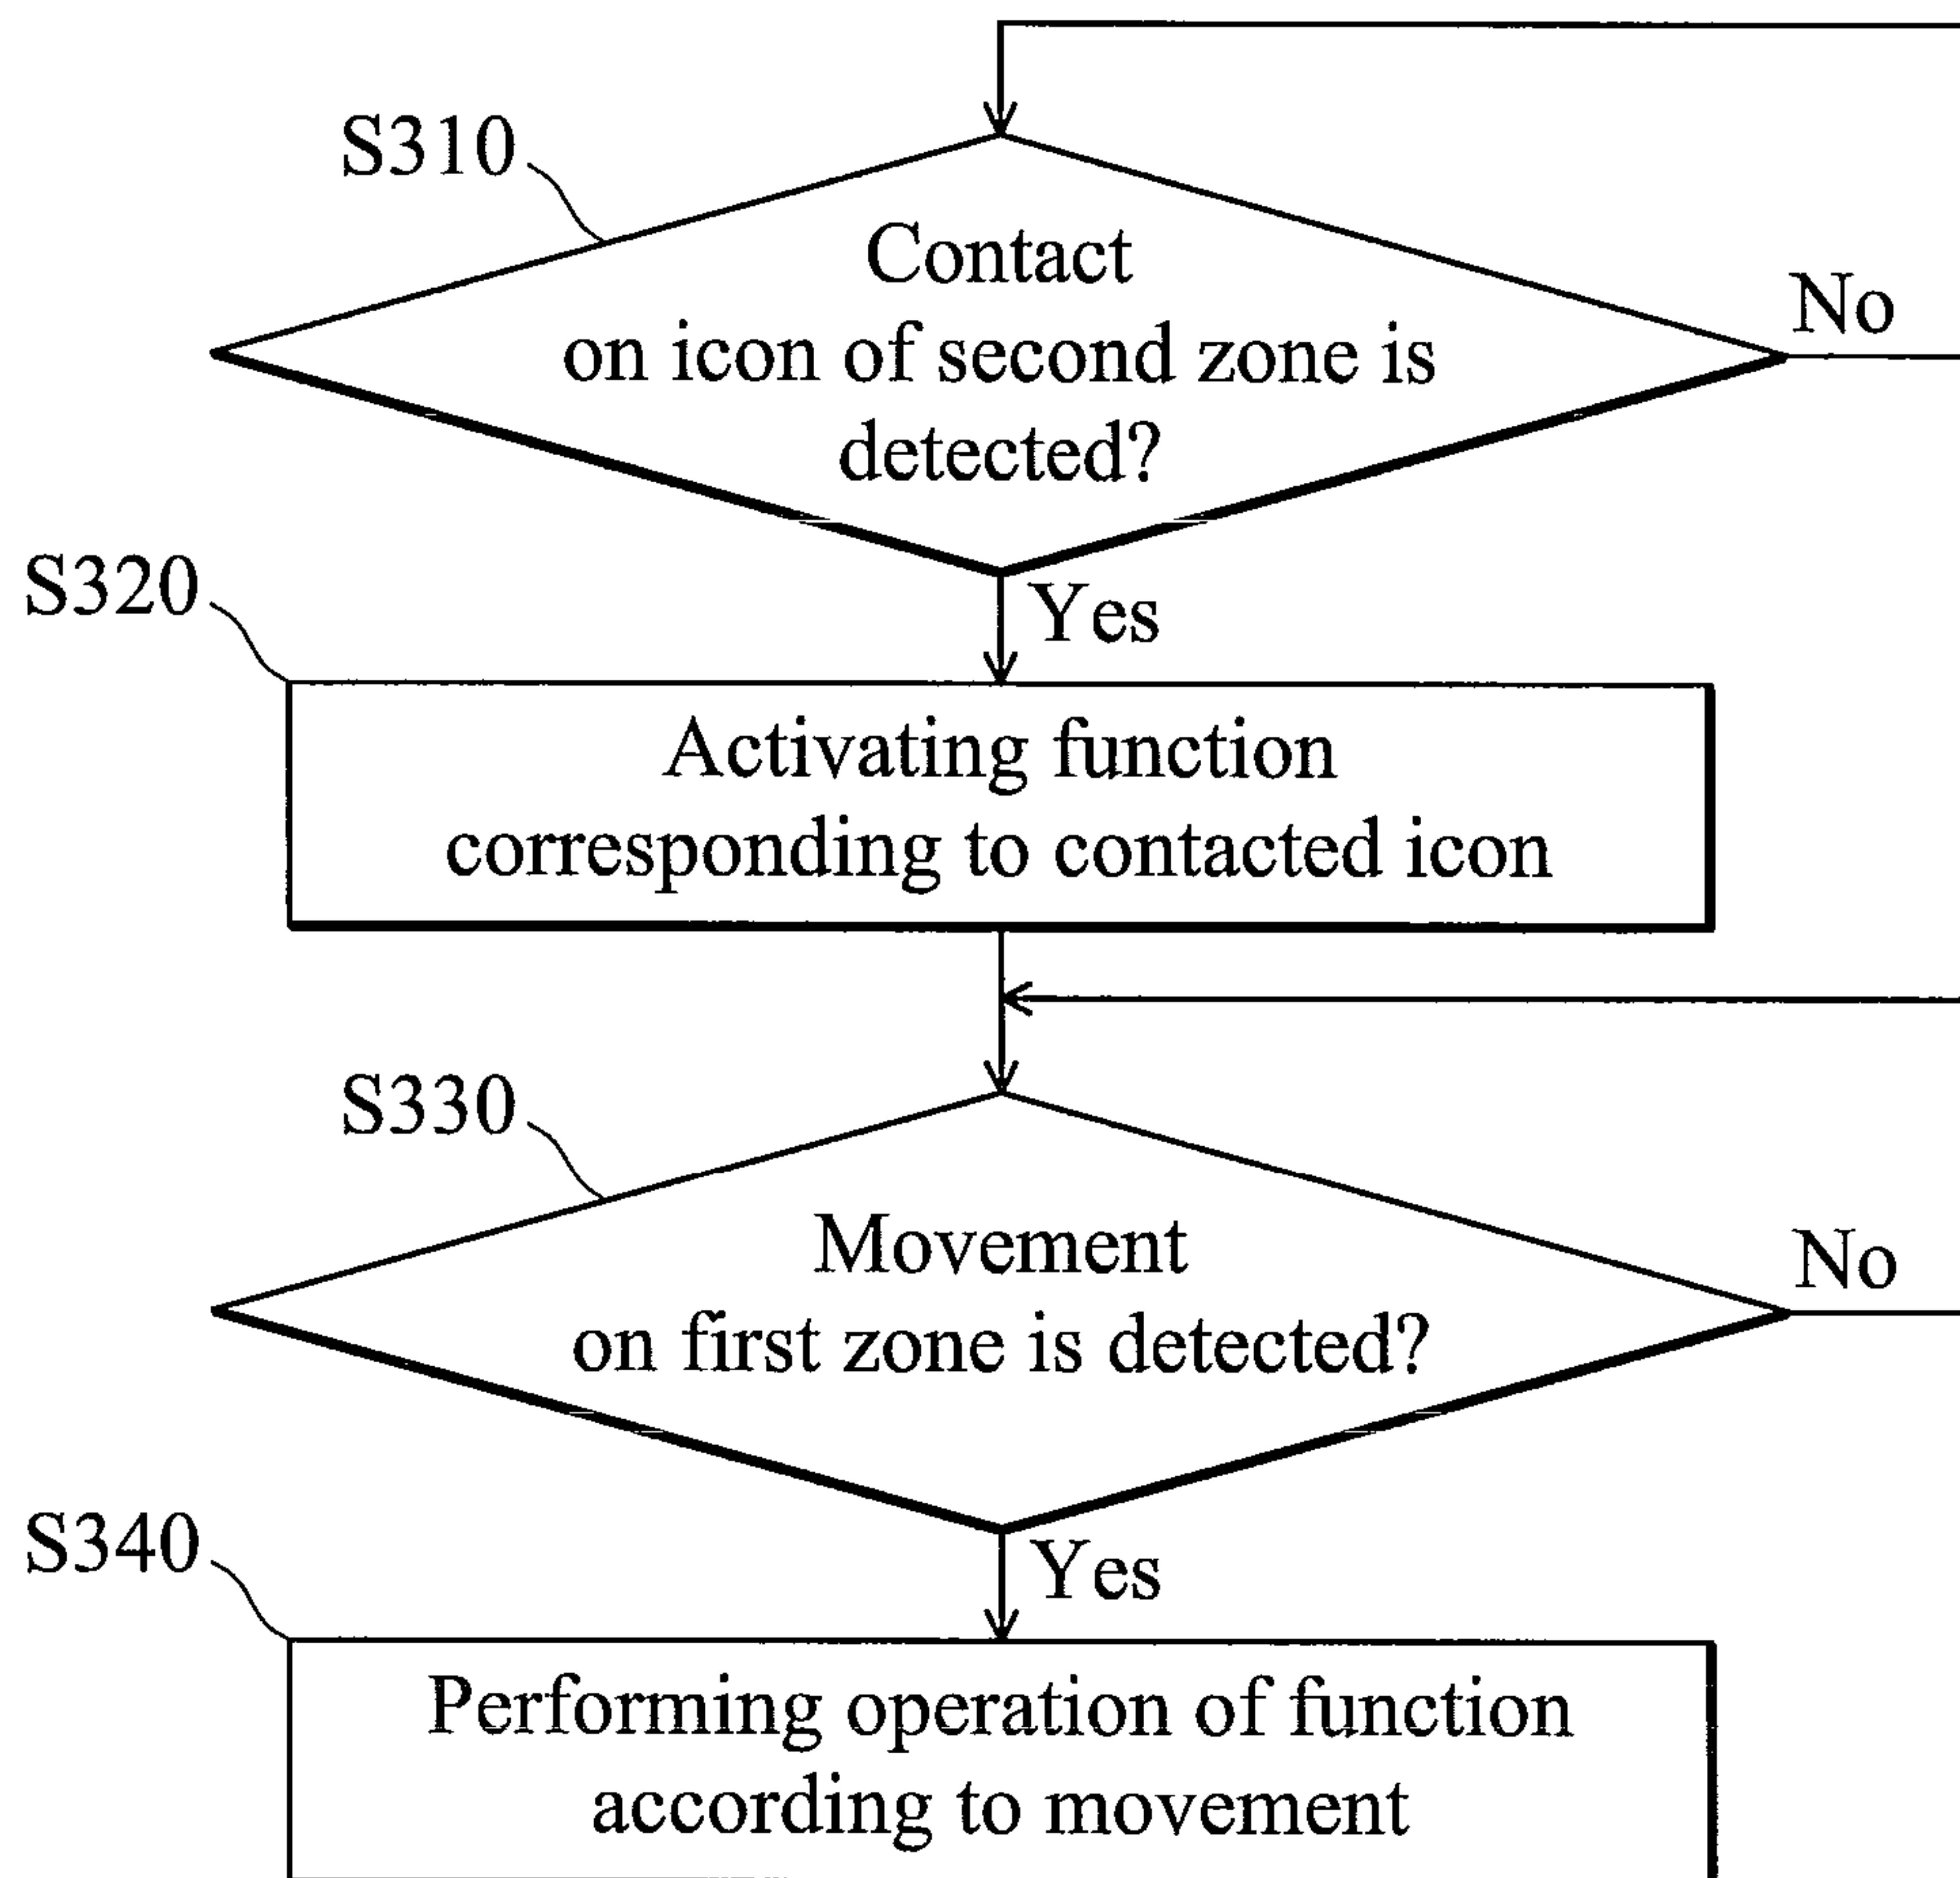 S310
Contact
on icon of second zone is
detected?
No
Yes
S320
Activating function
corresponding to contacted icon
S330
Movement
on first zone is detected?
No
Yes
S340
Performing operation of function
according to movement